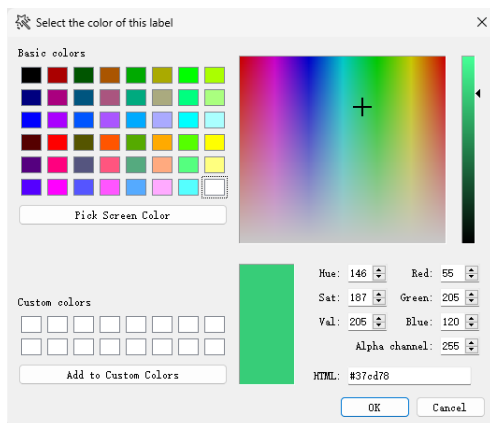 Select the color of this label
Basic colors
Pick Screen Color
Custom colors
Add to Custom Colors
Hue: 146 Red: 55
Sat: 187 Green: 205
Val: 205 Blue: 120
Alpha channel: 255
HTML: #37cd78
OK Cancel